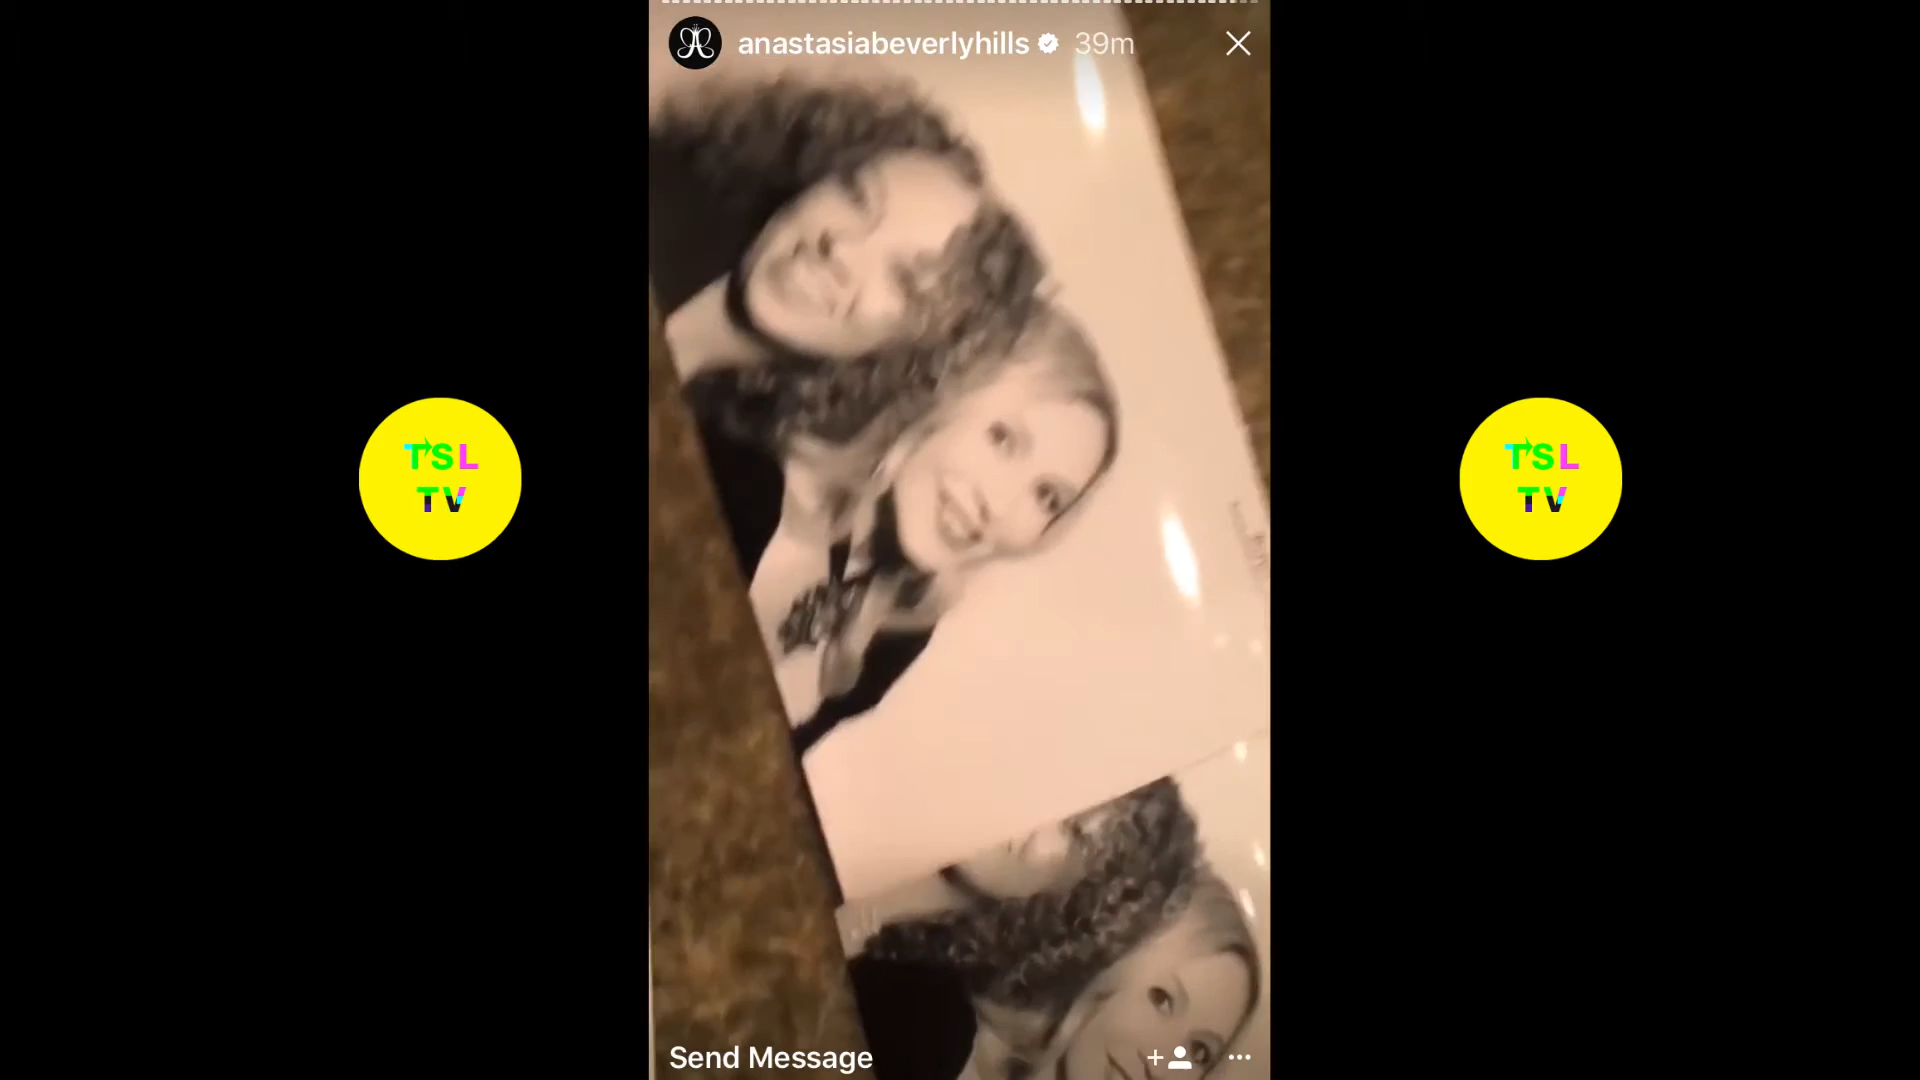 anastasiabeverlyhills 39m
TSL
TV
TSL
TV
Send Message